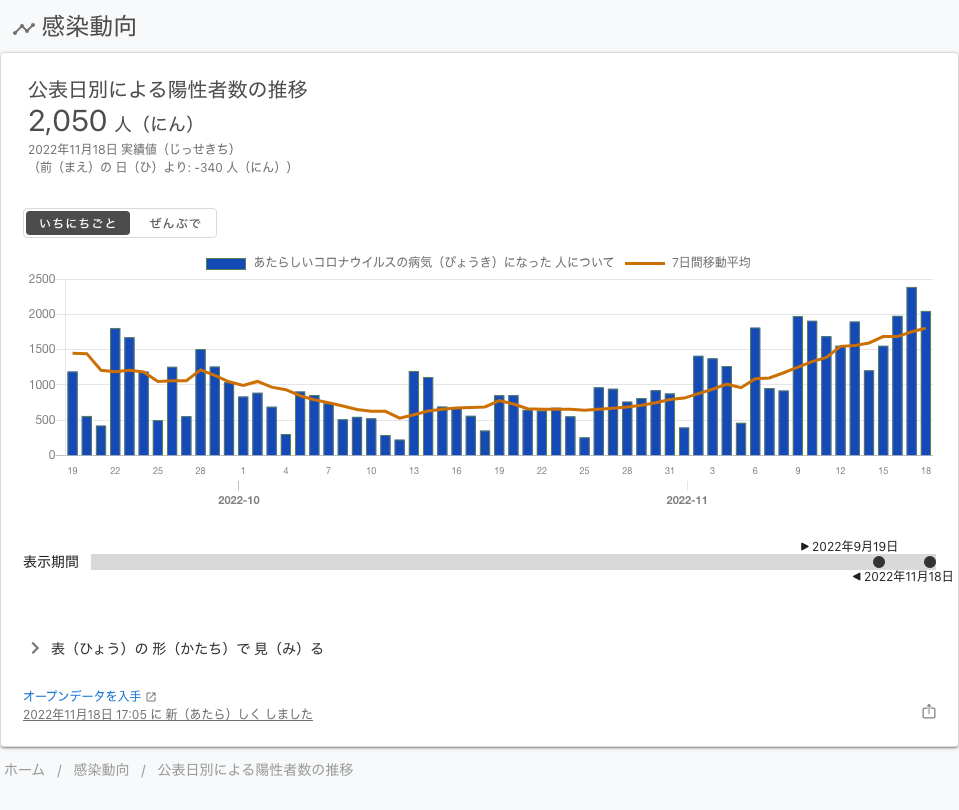 感染動向
公表日別による陽性者数の推移
2,050 人（にん）
2022年11月18日 実績値（じっせきち）
（前（まえ）の 日（ひ）より: -340 人（にん））
いちにちごと ぜんぶで
あたらしいコロナウイルスの病気（びょうき）になった 人について 7日間移動平均
2500
2000
1500
1000
500
0
19 22 25 28 1 4 7 10 13 16 19 22 25 28 31 3 6 9 12 15 18
2022-10 2022-11
2022年9月19日
表示期間
2022年11月18日
表（ひょう）の 形（かたち）で 見（み）る
オープンデータを入手
2022年11月18日 17:05 に 新（あたら）しく しました
ホーム / 感染動向 / 公表日別による陽性者数の推移